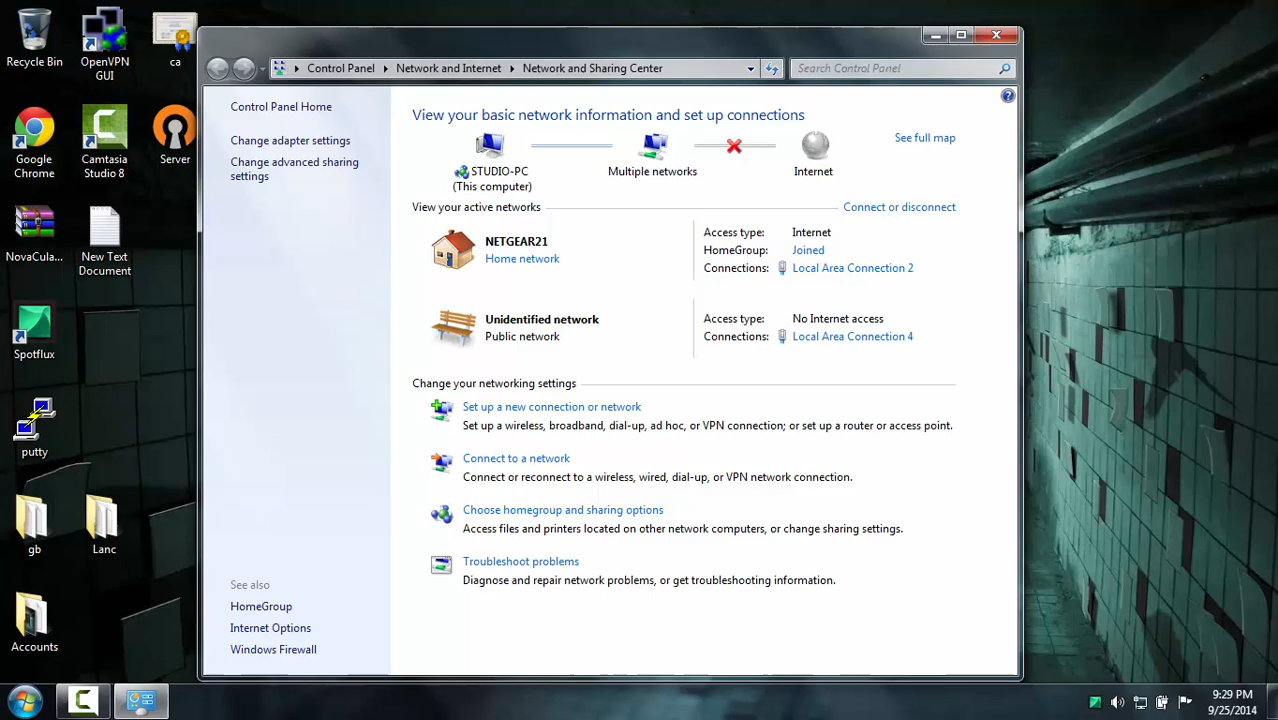 Recycle Bin
OpenVPN
GUI
ca
Google
Chrome
Camtasia
Studio 8
Server
NovaCula...
New Text
Document
Spotflux
putty
gb
Lanc
Accounts
Control Panel
Network and Internet
Network and Sharing Center
Search Control Panel
Control Panel Home
Change adapter settings
Change advanced sharing
settings
See also
HomeGroup
Internet Options
Windows Firewall
View your basic network information and set up connections
See full map
STUDIO-PC
(This computer)
Multiple networks
Internet
View your active networks
Connect or disconnect
NETGEAR21
Home network
Access type: Internet
HomeGroup: Joined
Connections: Local Area Connection 2
Unidentified network
Public network
Access type: No Internet access
Connections: Local Area Connection 4
Change your networking settings
Set up a new connection or network
Set up a wireless, broadband, dial-up, ad hoc, or VPN connection; or set up a router or access point.
Connect to a network
Connect or reconnect to a wireless, wired, dial-up, or VPN network connection.
Choose homegroup and sharing options
Access files and printers located on other network computers, or change sharing settings.
Troubleshoot problems
Diagnose and repair network problems, or get troubleshooting information.
9:29 PM
9/25/2014